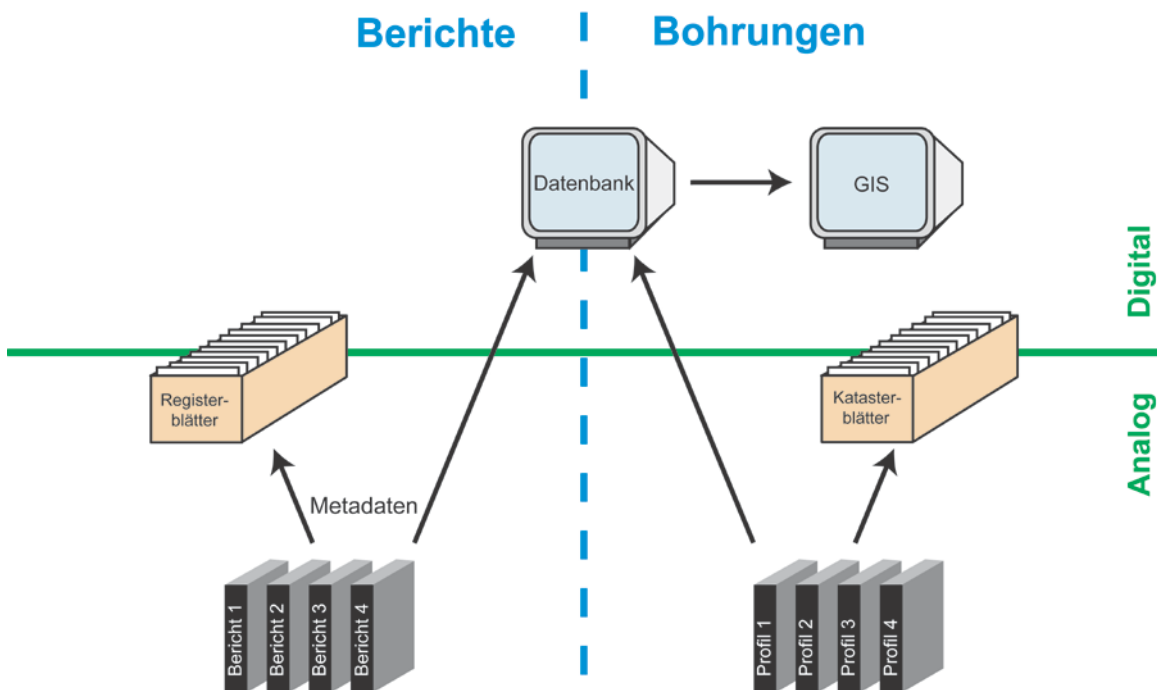 Berichte
Bohrungen
Datenbank
GIS
Digital
Register-
blätter
Kataster-
blätter
Analog
Metadaten
Bericht 1
Bericht 2
Bericht 3
Bericht 4
Profil 1
Profil 2
Profil 3
Profil 4